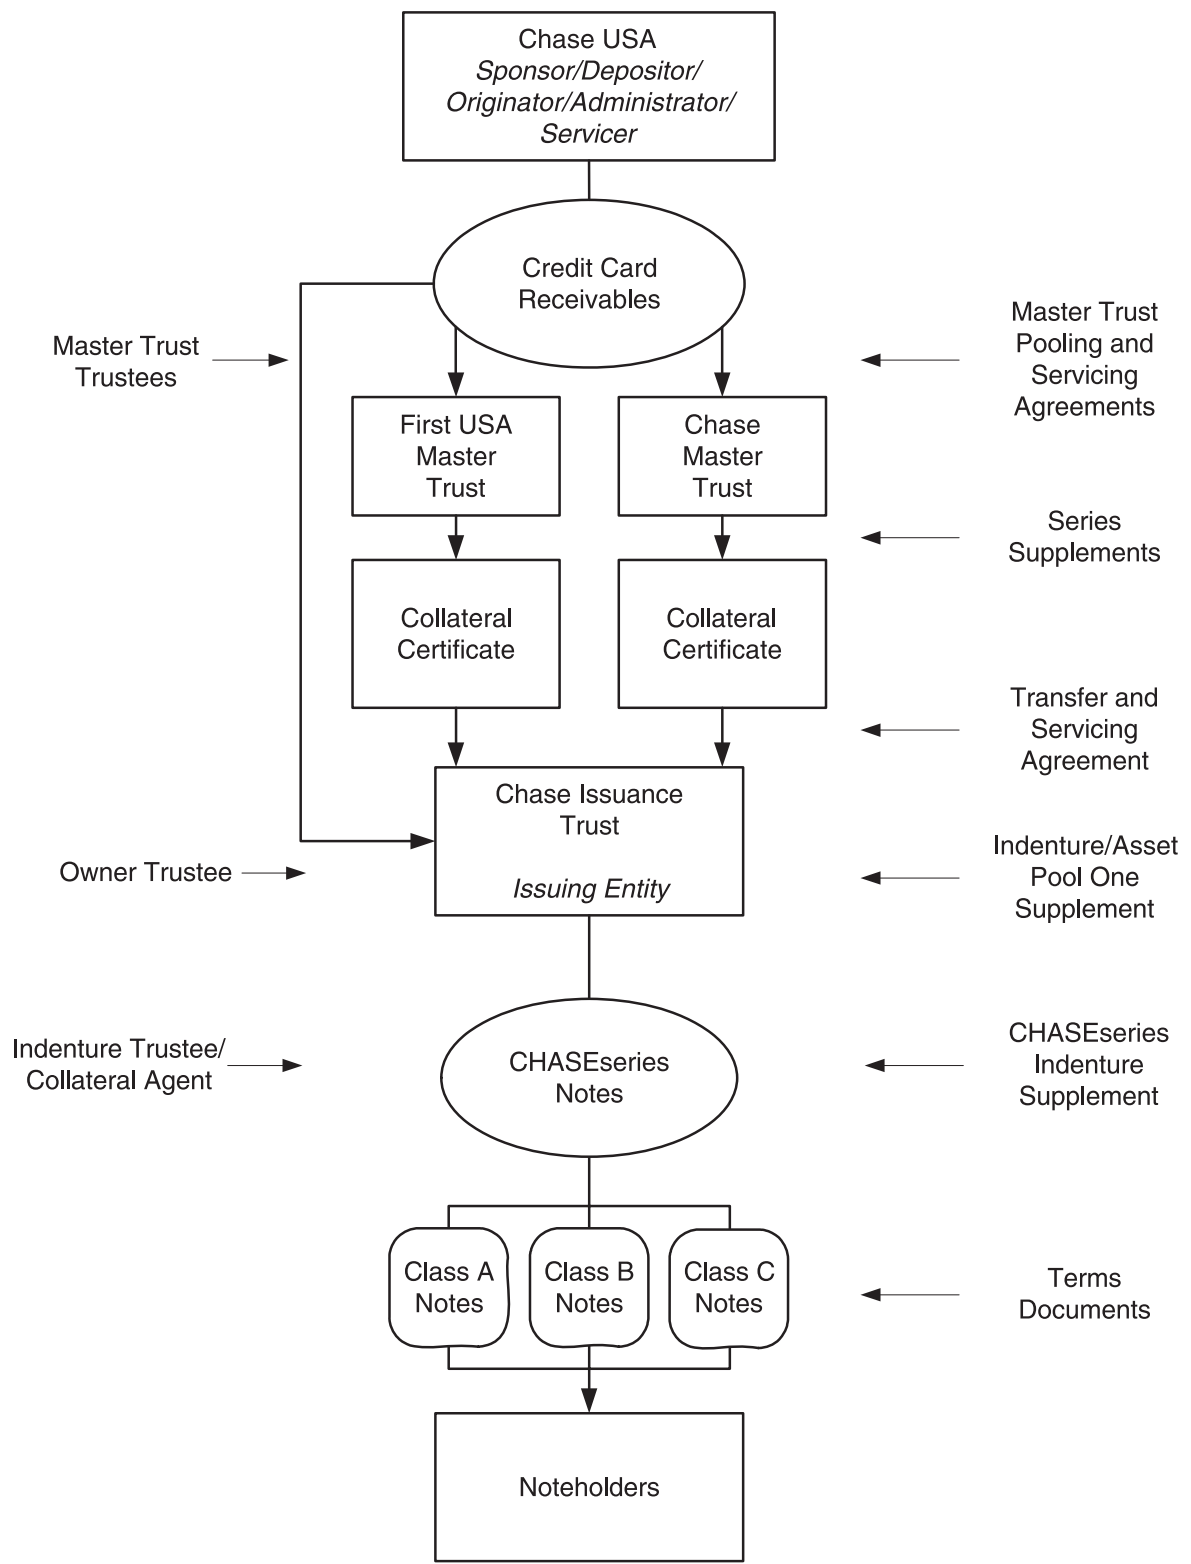 Chase USA
Sponsor/Depositor/
Originator/Administrator/
Servicer
Credit Card
Receivables
Master Trust
Trustees
Master Trust
Pooling and
Servicing
Agreements
First USA
Master
Trust
Chase
Master
Trust
Series
Supplements
Collateral
Certificate
Collateral
Certificate
Transfer and
Servicing
Agreement
Chase Issuance
Trust
Issuing Entity
Owner Trustee
Indenture/Asset
Pool One
Supplement
Indenture Trustee/
Collateral Agent
CHASEseries
Notes
CHASEseries
Indenture
Supplement
Class A
Notes
Class B
Notes
Class C
Notes
Terms
Documents
Noteholders